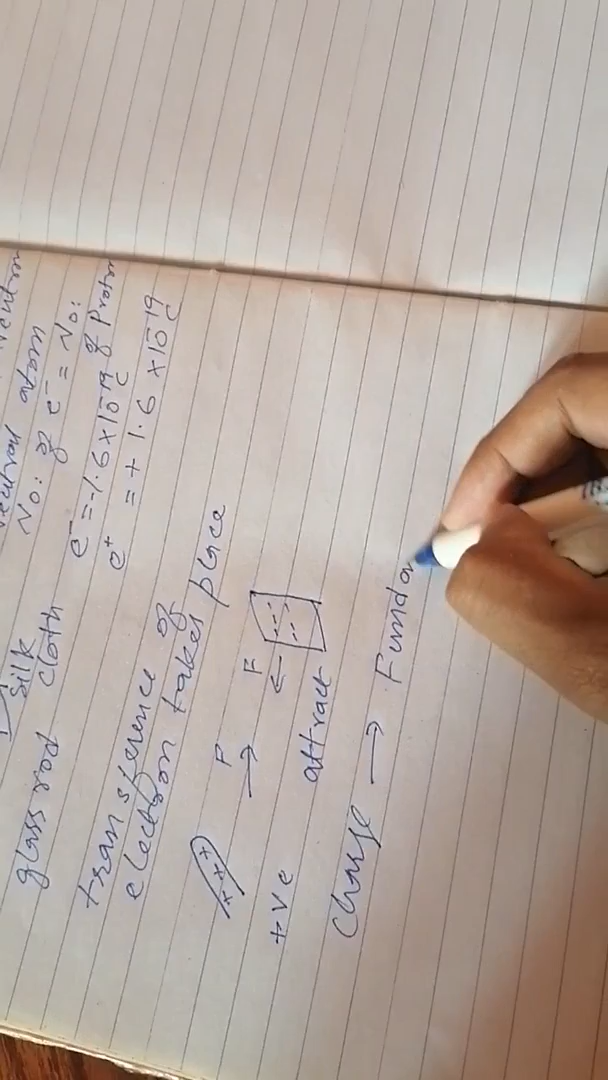 Neutral atom
No: of e⁻ = No:
of Proton
e⁻ = -1.6×10⁻¹⁹ C
e⁺ = +1.6×10⁻¹⁹ C
Silk
glass rod cloth
transference of
electron takes place
+ + +
F → ← F
- - -
- - -
+ve attract
Charge → Funda